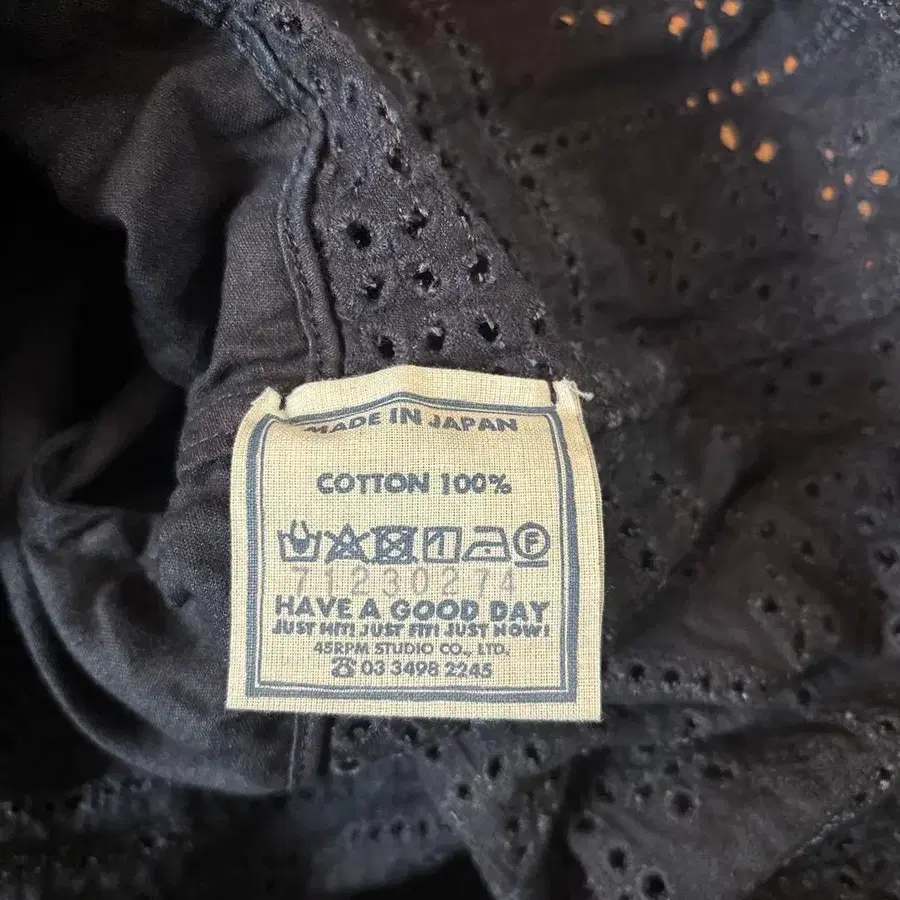 MADE IN JAPAN
COTTON 100%
F
71230274
HAVE A GOOD DAY
JUST HIT! JUST FIT! JUST NOW!
45RPM STUDIO CO., LTD.
☎ 03 3498 2245